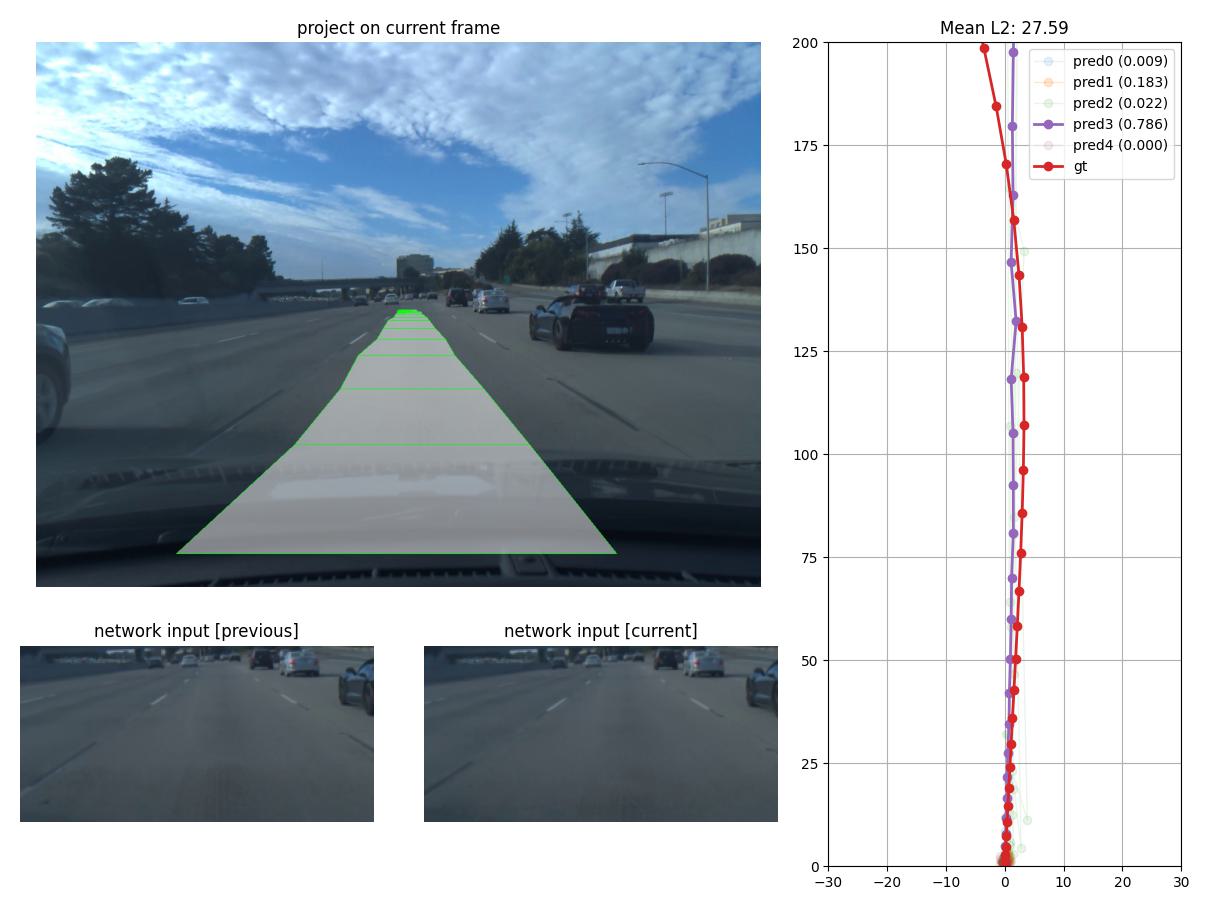 project on current frame
Mean L2: 27.59
200
175
150
125
100
75
50
25
0
−30
−20
−10
0
10
20
30
pred0 (0.009)
pred1 (0.183)
pred2 (0.022)
pred3 (0.786)
pred4 (0.000)
gt
network input [previous]
network input [current]